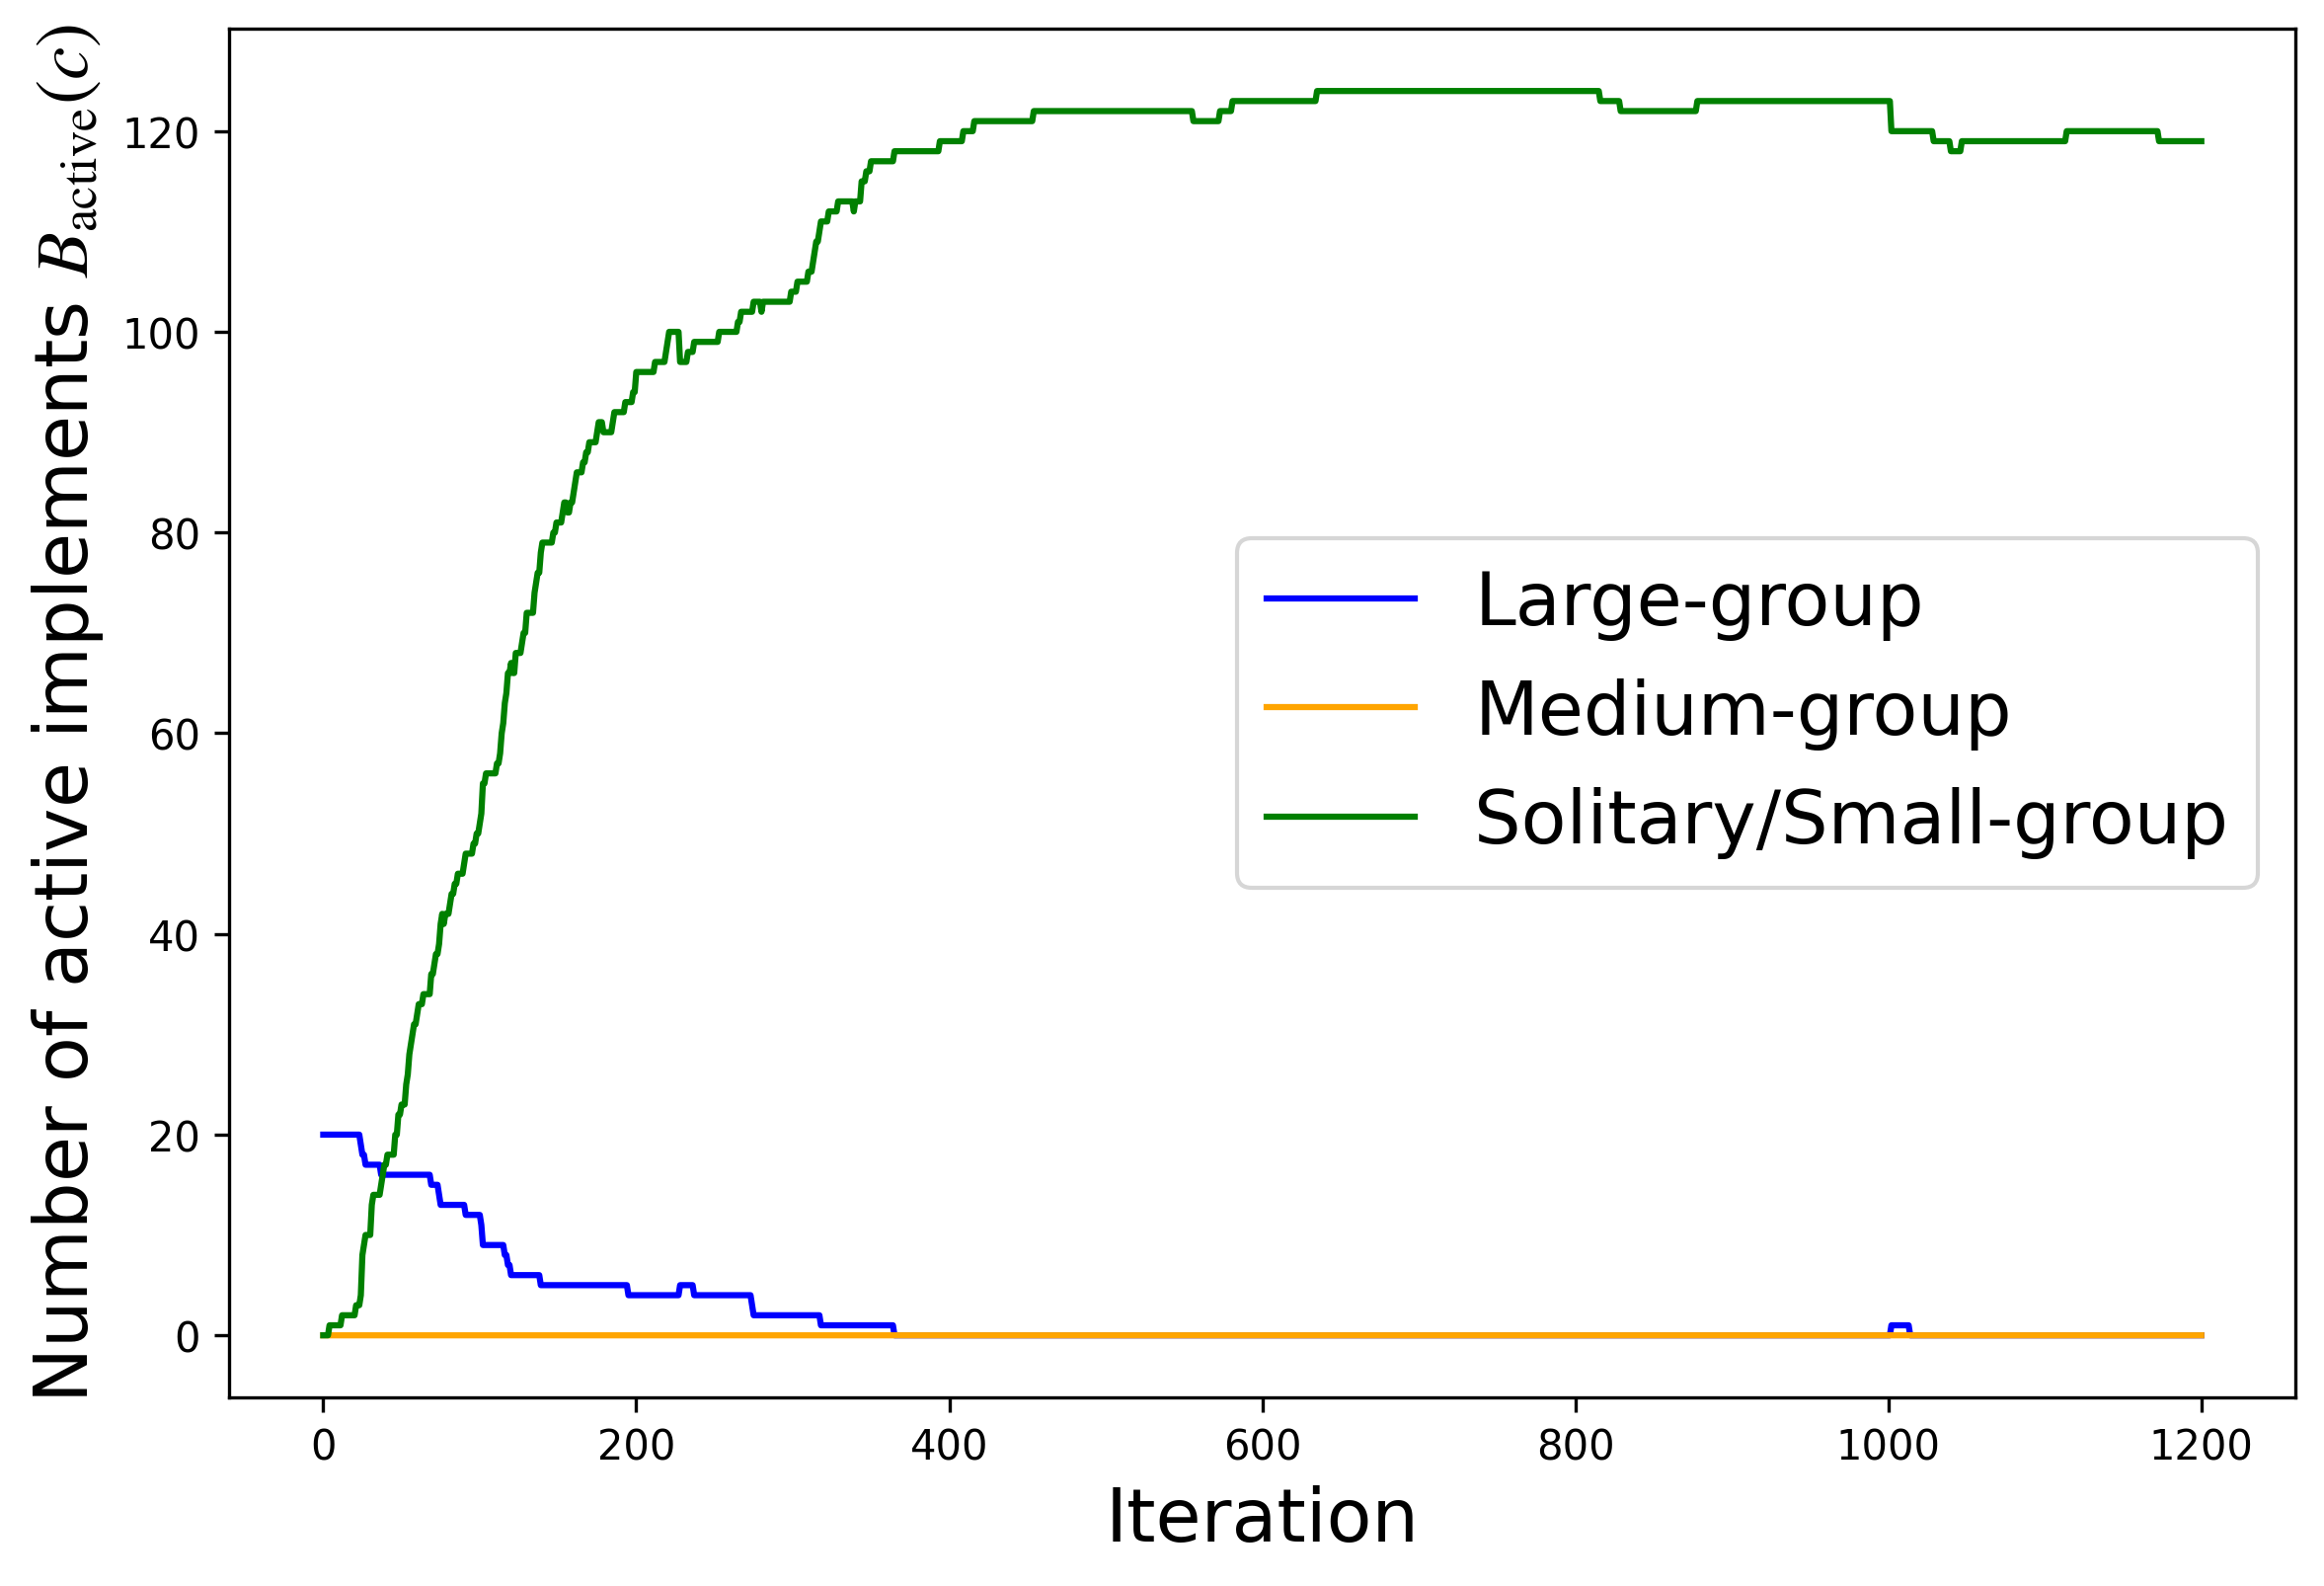 Number of active implements B_active(c)
120
100
80
60
40
20
0
Large-group
Medium-group
Solitary/Small-group
0 200 400 600 800 1000 1200
Iteration